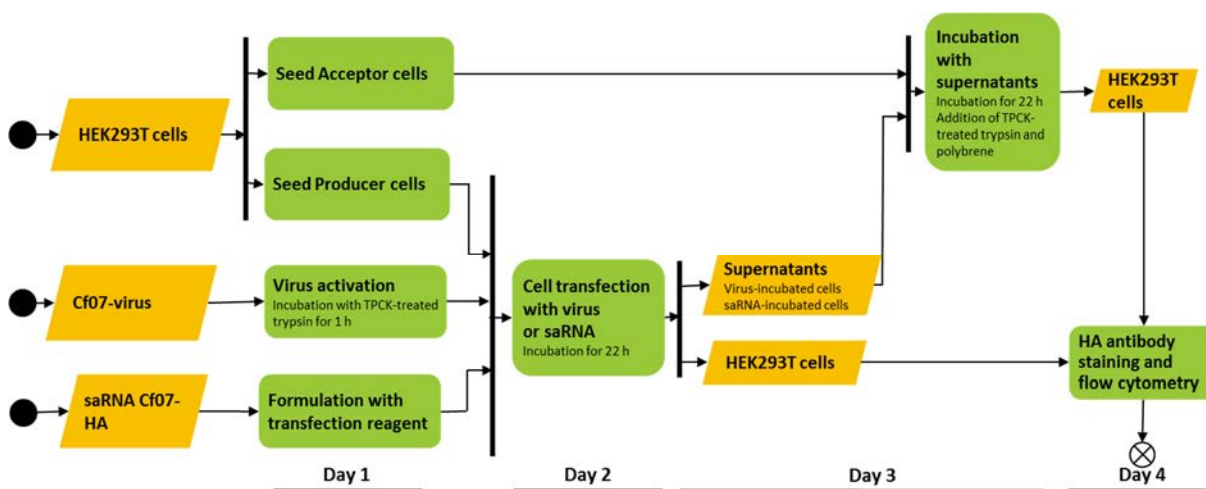 HEK293T cells
Seed Acceptor cells
Seed Producer cells
Cf07-virus
Virus activation
Incubation with TPCK-treated
trypsin for 1 h
saRNA Cf07-
HA
Formulation with
transfection reagent
Cell transfection
with virus
or saRNA
Incubation for 22 h
Supernatants
Virus-incubated cells
saRNA-incubated cells
HEK293T cells
Incubation
with
supernatants
Incubation for 22 h
Addition of TPCK-
treated trypsin and
polybrene
HEK293T
cells
HA antibody
staining and
flow cytometry
Day 1
Day 2
Day 3
Day 4